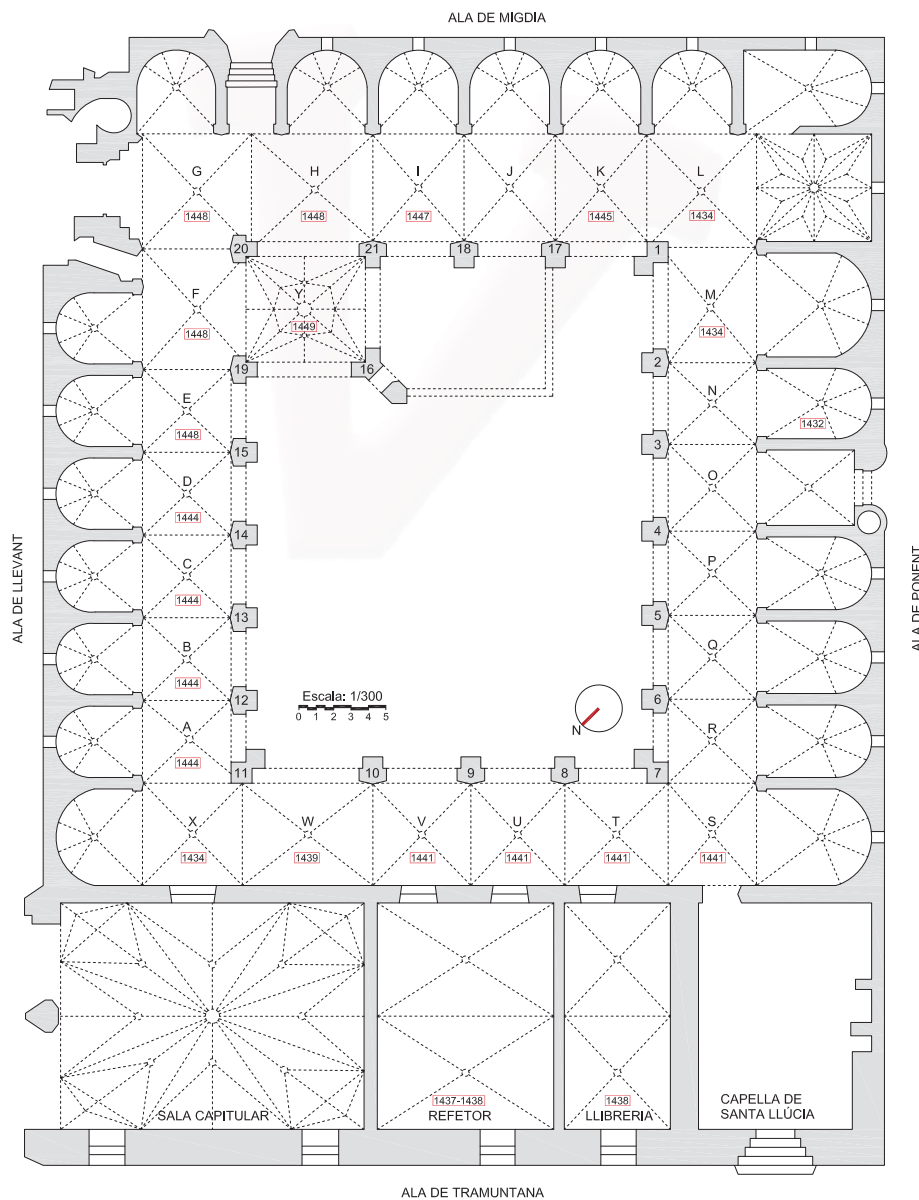 ALA DE MIGDIA
G H I J K L
1448 1448 1447 1445 1434
20 21 18 17 1
F Y M
1448 1449 1434
19 16 2
E N
1448 1432
15 3
D O
1444
14 4
C P
1444
13 5
B Q
1444
12 6
A R
1444
11 10 9 8 7
Escala: 1/300
0 1 2 3 4 5
N
X W V U T S
1434 1439 1441 1441 1441 1441
ALA DE LLEVANT
ALA DE PONENT
1437-1438 1438
SALA CAPITULAR
REFETOR
LLIBRERIA
CAPELLA DE
SANTA LLÚCIA
ALA DE TRAMUNTANA